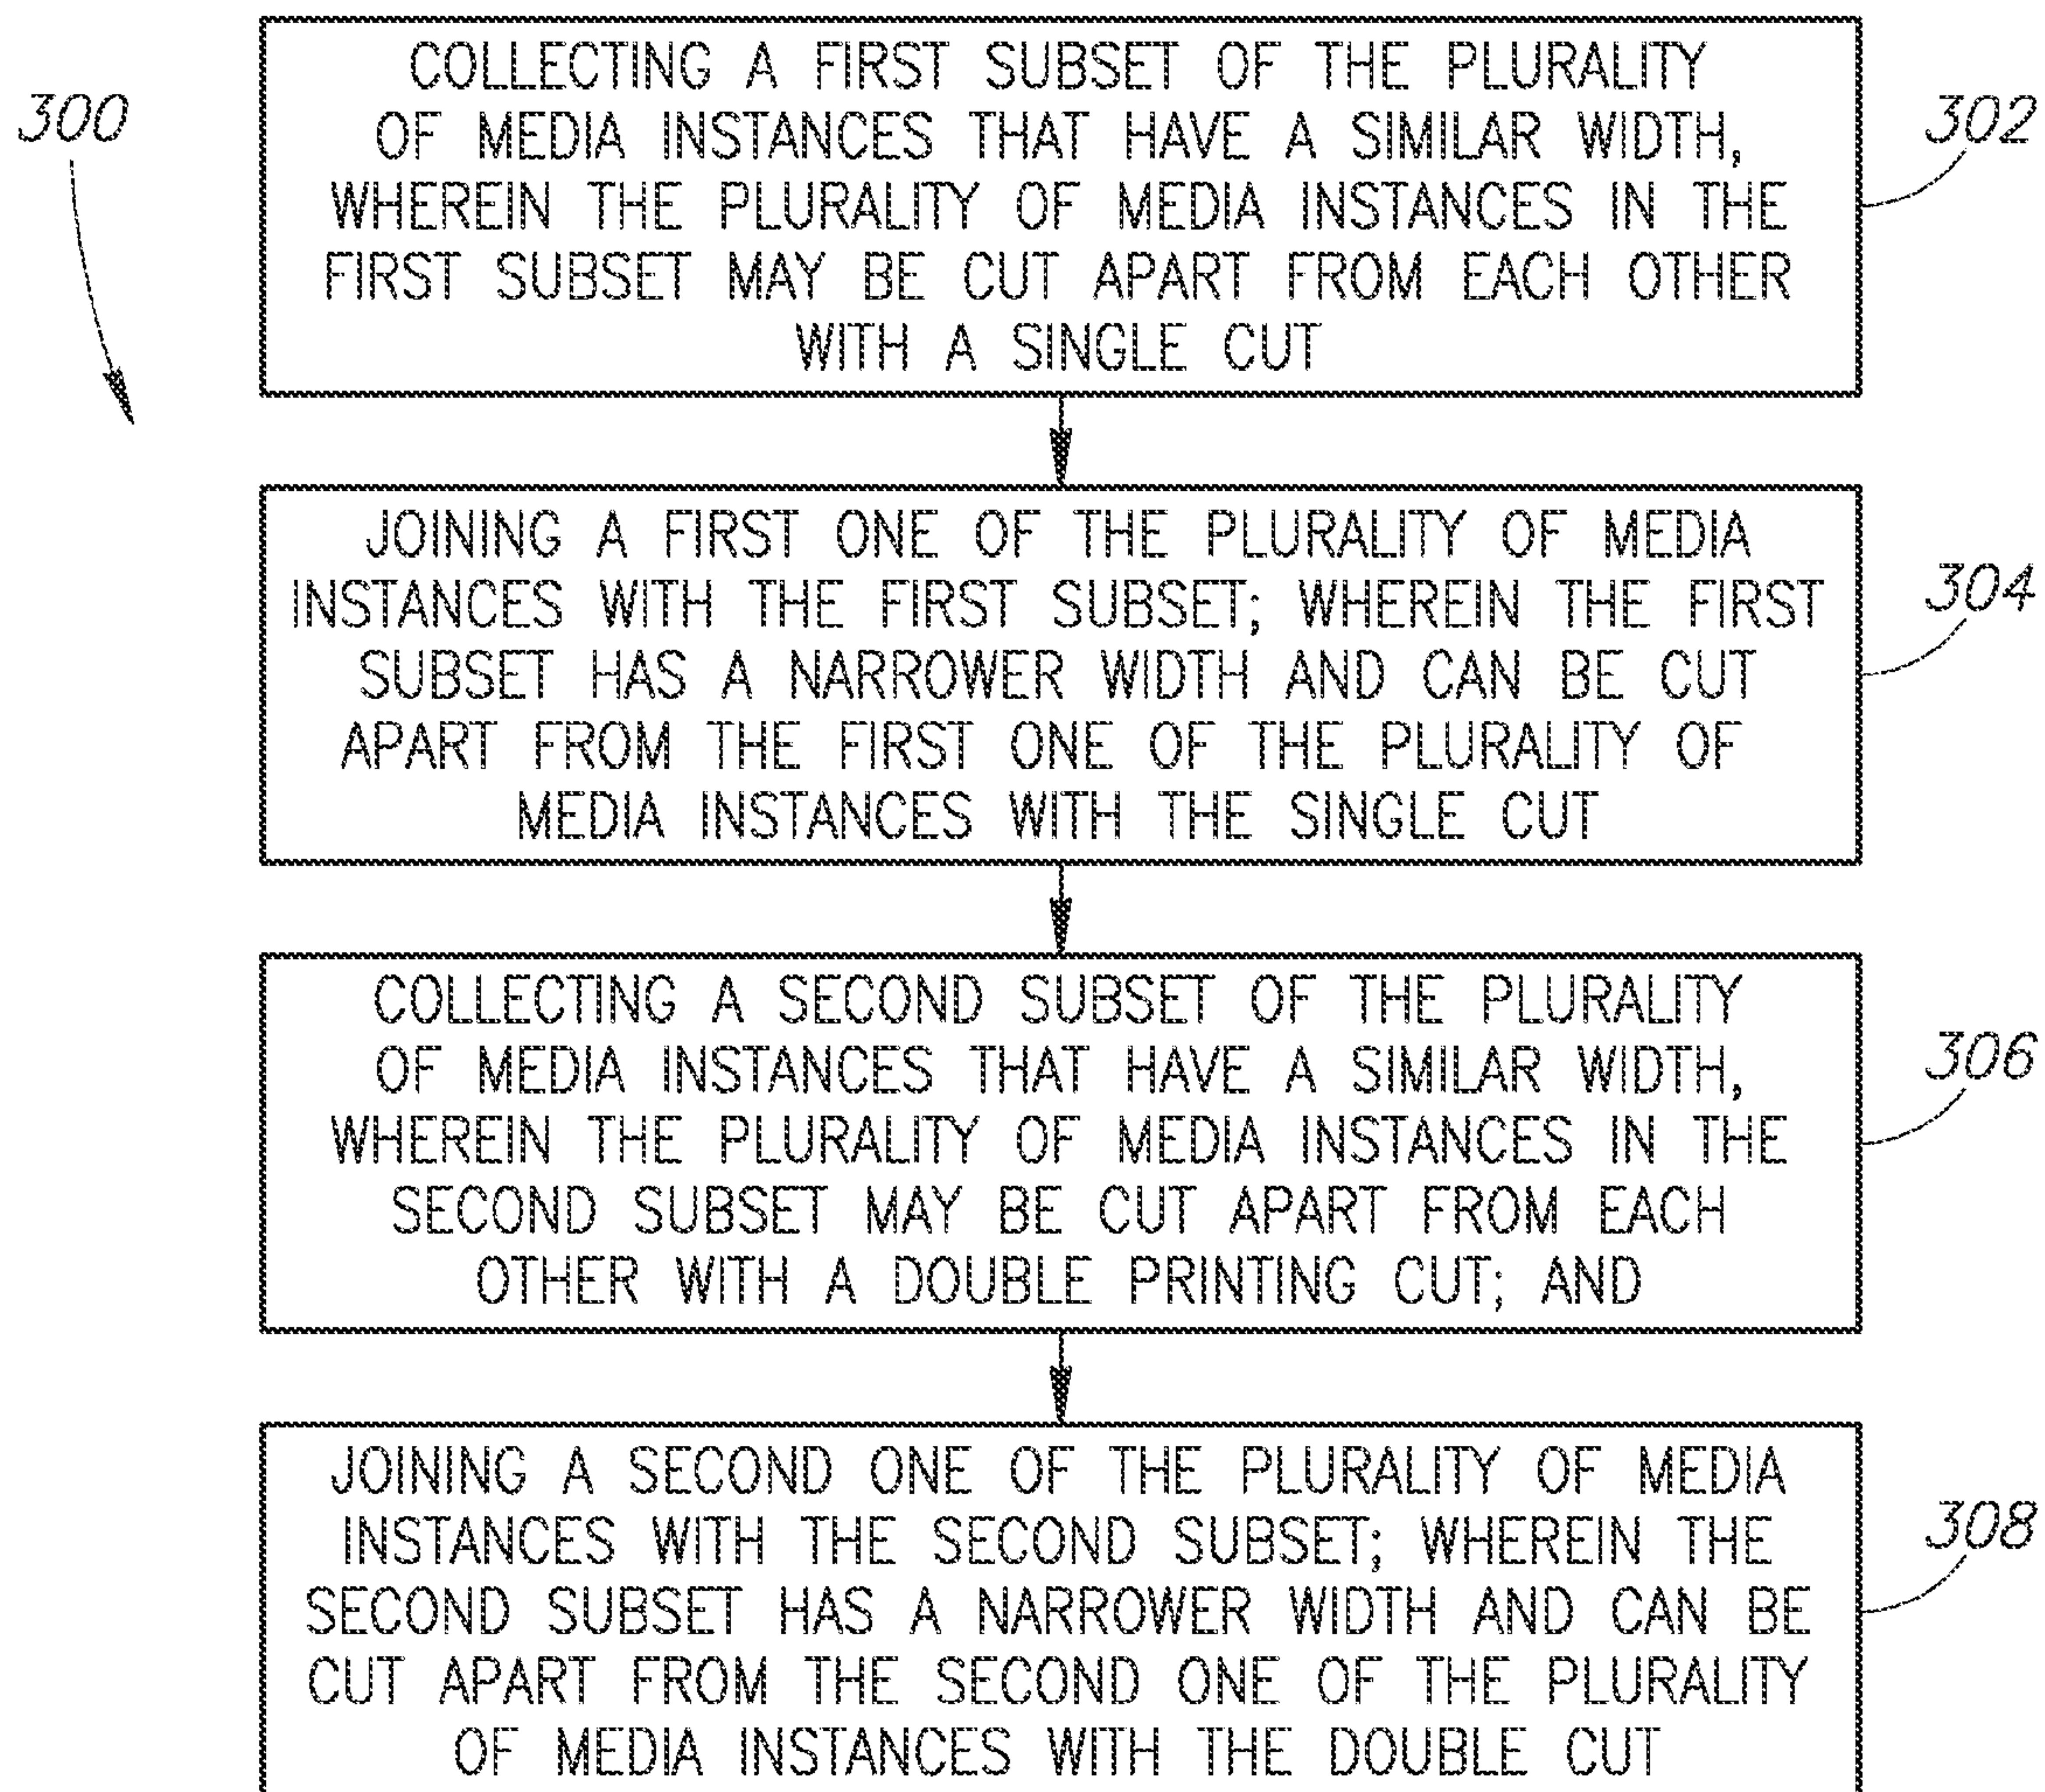 300
COLLECTING A FIRST SUBSET OF THE PLURALITY
OF MEDIA INSTANCES THAT HAVE A SIMILAR WIDTH,
WHEREIN THE PLURALITY OF MEDIA INSTANCES IN THE
FIRST SUBSET MAY BE CUT APART FROM EACH OTHER
WITH A SINGLE CUT
302
JOINING A FIRST ONE OF THE PLURALITY OF MEDIA
INSTANCES WITH THE FIRST SUBSET; WHEREIN THE FIRST
SUBSET HAS A NARROWER WIDTH AND CAN BE CUT
APART FROM THE FIRST ONE OF THE PLURALITY OF
MEDIA INSTANCES WITH THE SINGLE CUT
304
COLLECTING A SECOND SUBSET OF THE PLURALITY
OF MEDIA INSTANCES THAT HAVE A SIMILAR WIDTH,
WHEREIN THE PLURALITY OF MEDIA INSTANCES IN THE
SECOND SUBSET MAY BE CUT APART FROM EACH
OTHER WITH A DOUBLE PRINTING CUT; AND
306
JOINING A SECOND ONE OF THE PLURALITY OF MEDIA
INSTANCES WITH THE SECOND SUBSET; WHEREIN THE
SECOND SUBSET HAS A NARROWER WIDTH AND CAN BE
CUT APART FROM THE SECOND ONE OF THE PLURALITY
OF MEDIA INSTANCES WITH THE DOUBLE CUT
308